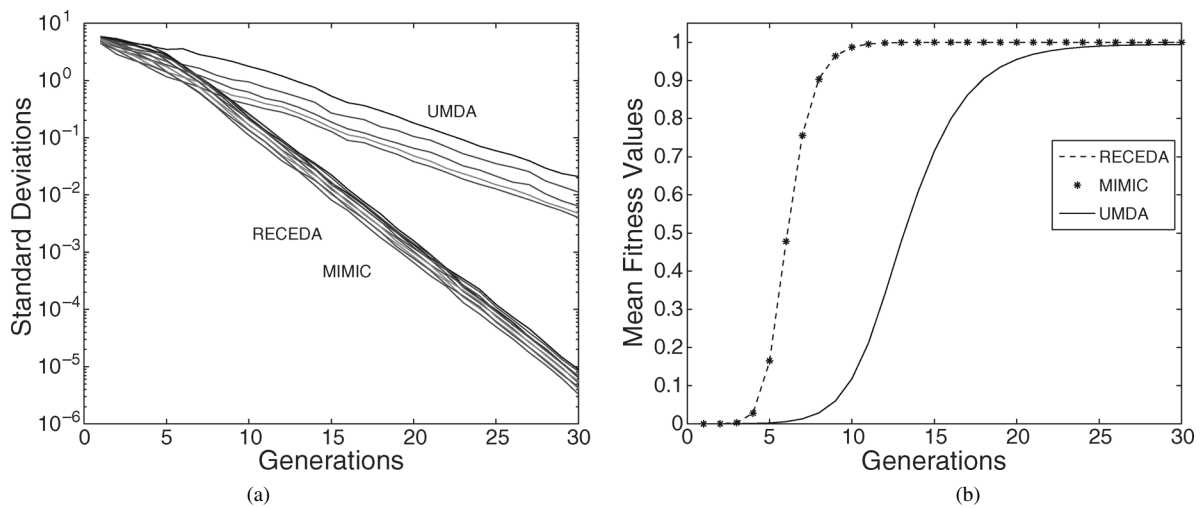 10^1
10^0
10^-1
10^-2
10^-3
10^-4
10^-5
10^-6
Standard Deviations
UMDA
RECEDA
MIMIC
0 5 10 15 20 25 30
Generations
(a)
1
0.9
0.8
0.7
0.6
0.5
0.4
0.3
0.2
0.1
0
Mean Fitness Values
RECEDA
MIMIC
UMDA
0 5 10 15 20 25 30
Generations
(b)